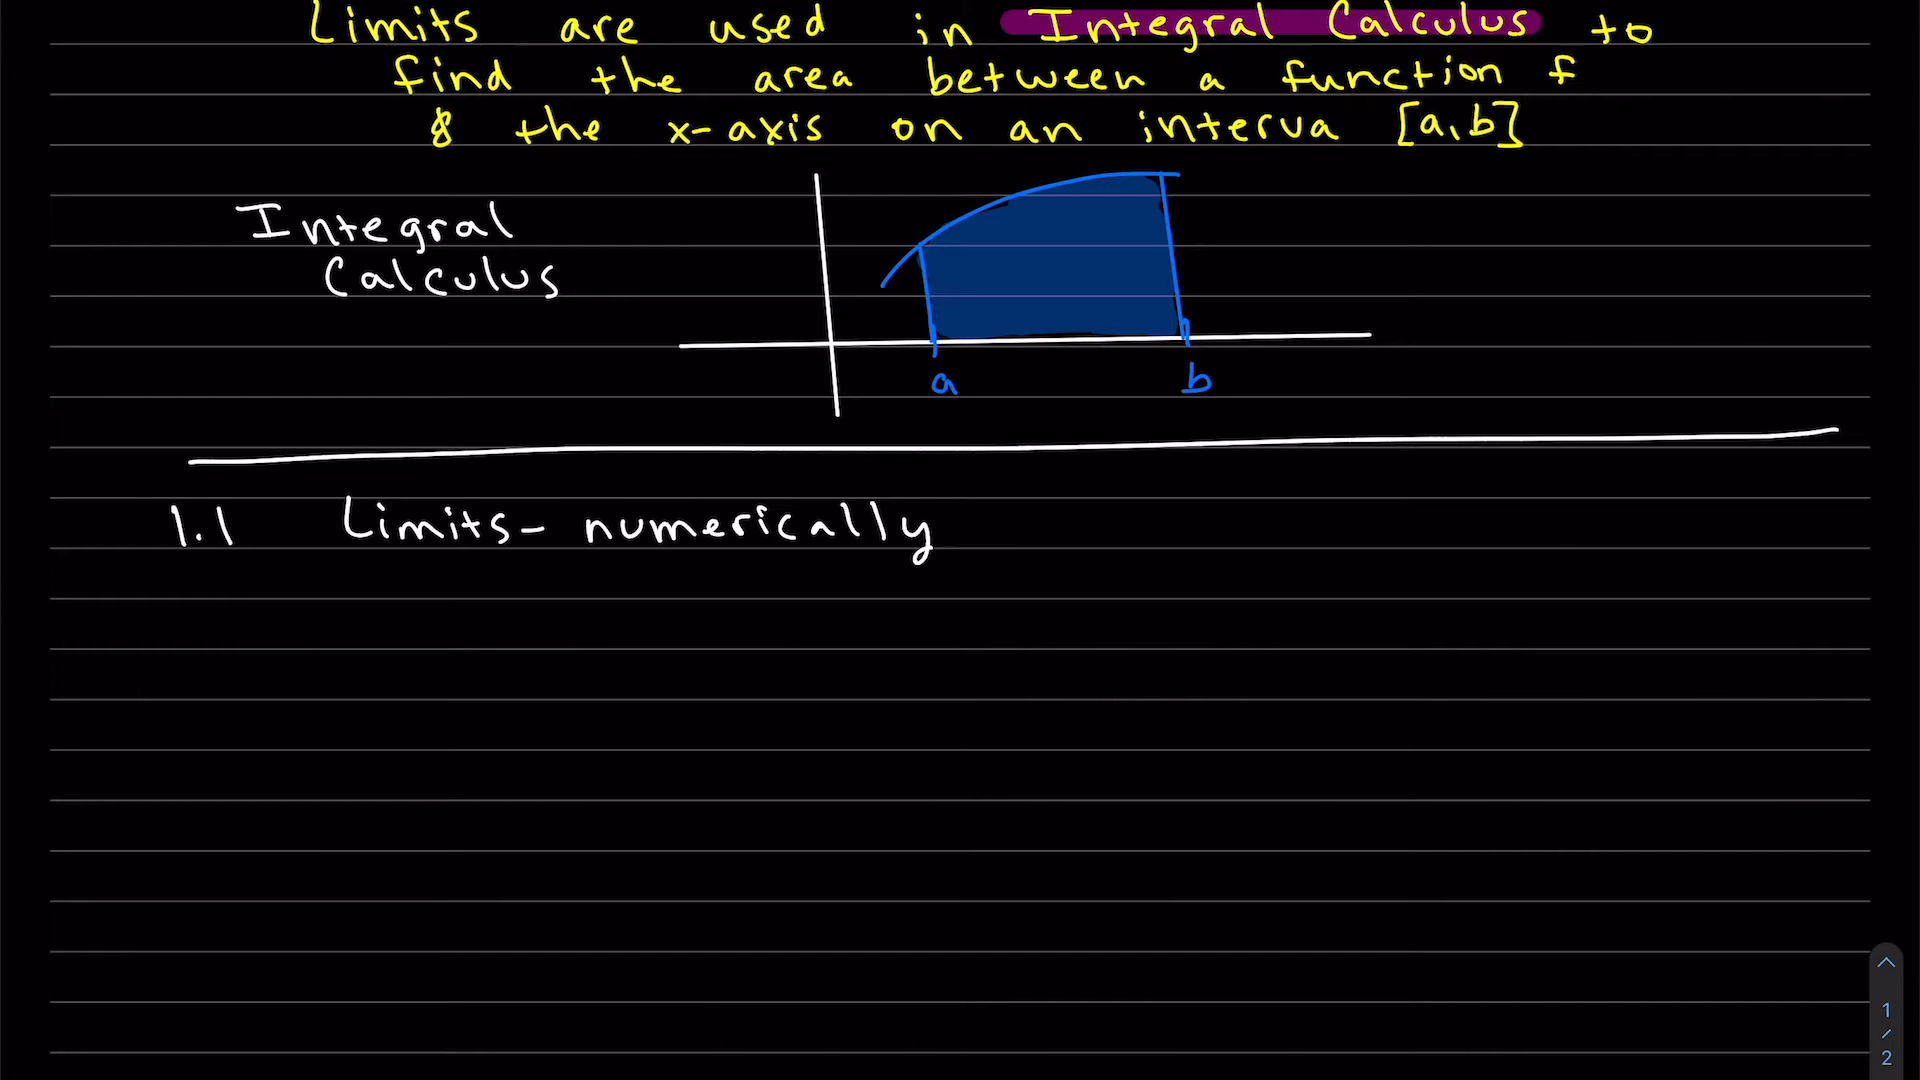 Limits are used in Integral Calculus to
find the area between a function f
& the x-axis on an interva [a,b]
Integral
Calculus
a
b
1.1 Limits- numerically
1
/
2